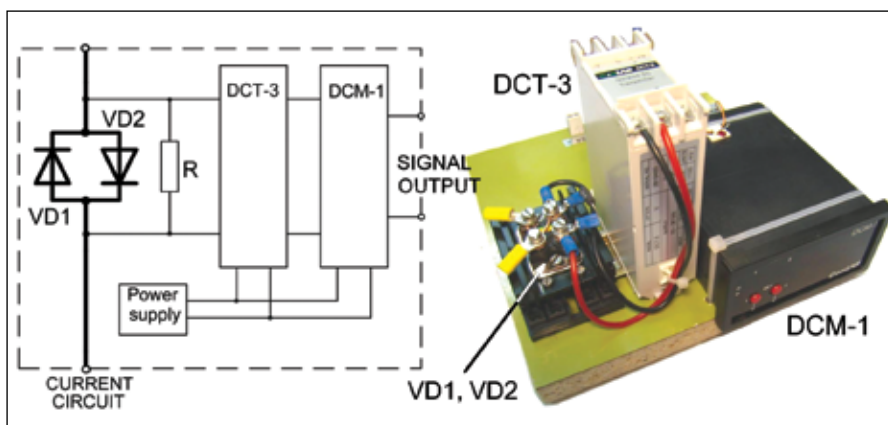 VD2
VD1
R
DCT-3
DCM-1
SIGNAL
OUTPUT
Power
supply
CURRENT
CIRCUIT
DCT-3
DCM-1
VD1, VD2